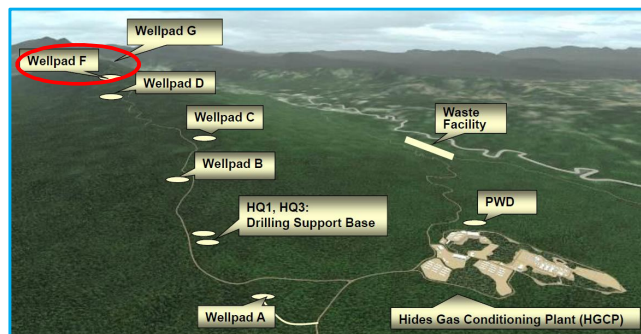 Wellpad G
Wellpad F
Wellpad D
Wellpad C
Waste
Facility
Wellpad B
HQ1, HQ3:
Drilling Support Base
PWD
Wellpad A
Hides Gas Conditioning Plant (HGCP)